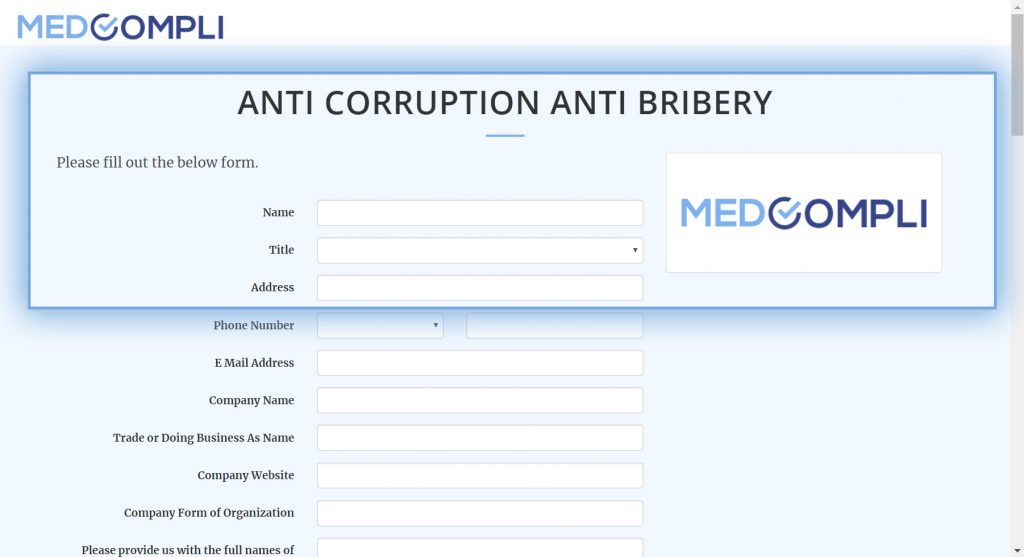 MEDCOMPLI
ANTI CORRUPTION ANTI BRIBERY
Please fill out the below form.
MEDCOMPLI
Name
Title
Address
Phone Number
E Mail Address
Company Name
Trade or Doing Business As Name
Company Website
Company Form of Organization
Please provide us with the full names of